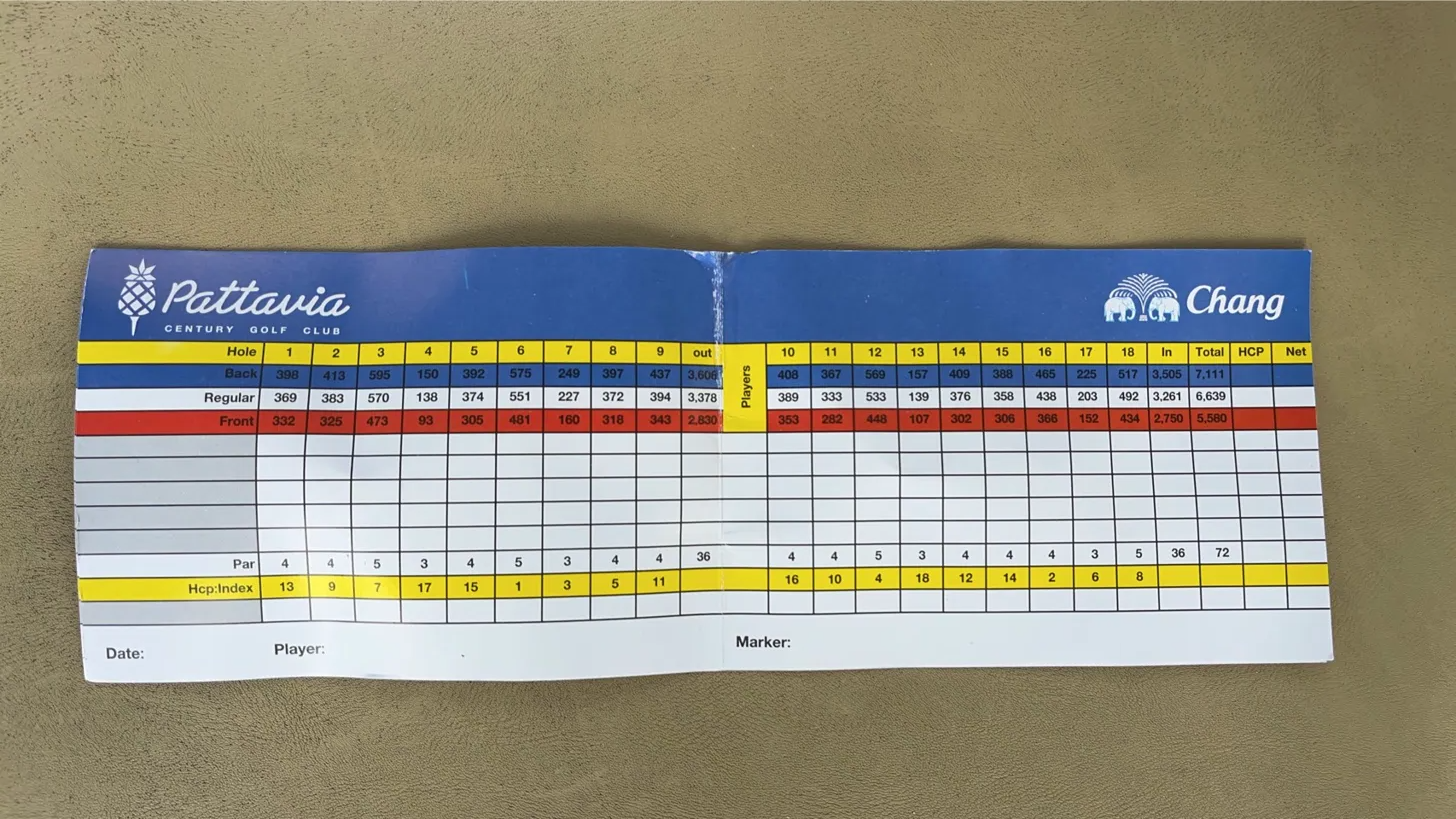 Pattavia
CENTURY GOLF CLUB
Chang
Hole 1 2 3 4 5 6 7 8 9 out Players 10 11 12 13 14 15 16 17 18 In Total HCP Net
Back 398 413 595 150 392 575 249 397 437 3,606 408 367 569 157 409 388 465 225 517 3,505 7,111
Regular 369 383 570 138 374 551 227 372 394 3,378 389 333 533 139 376 358 438 203 492 3,261 6,639
Front 332 325 473 93 305 481 160 318 343 2,830 353 282 448 107 302 306 366 152 434 2,750 5,580
Par 4 4 5 3 4 5 3 4 4 36 4 4 5 3 4 4 4 3 5 36 72
Hcp:Index 13 9 7 17 15 1 3 5 11 16 10 4 18 12 14 2 6 8
Date: Player: Marker: